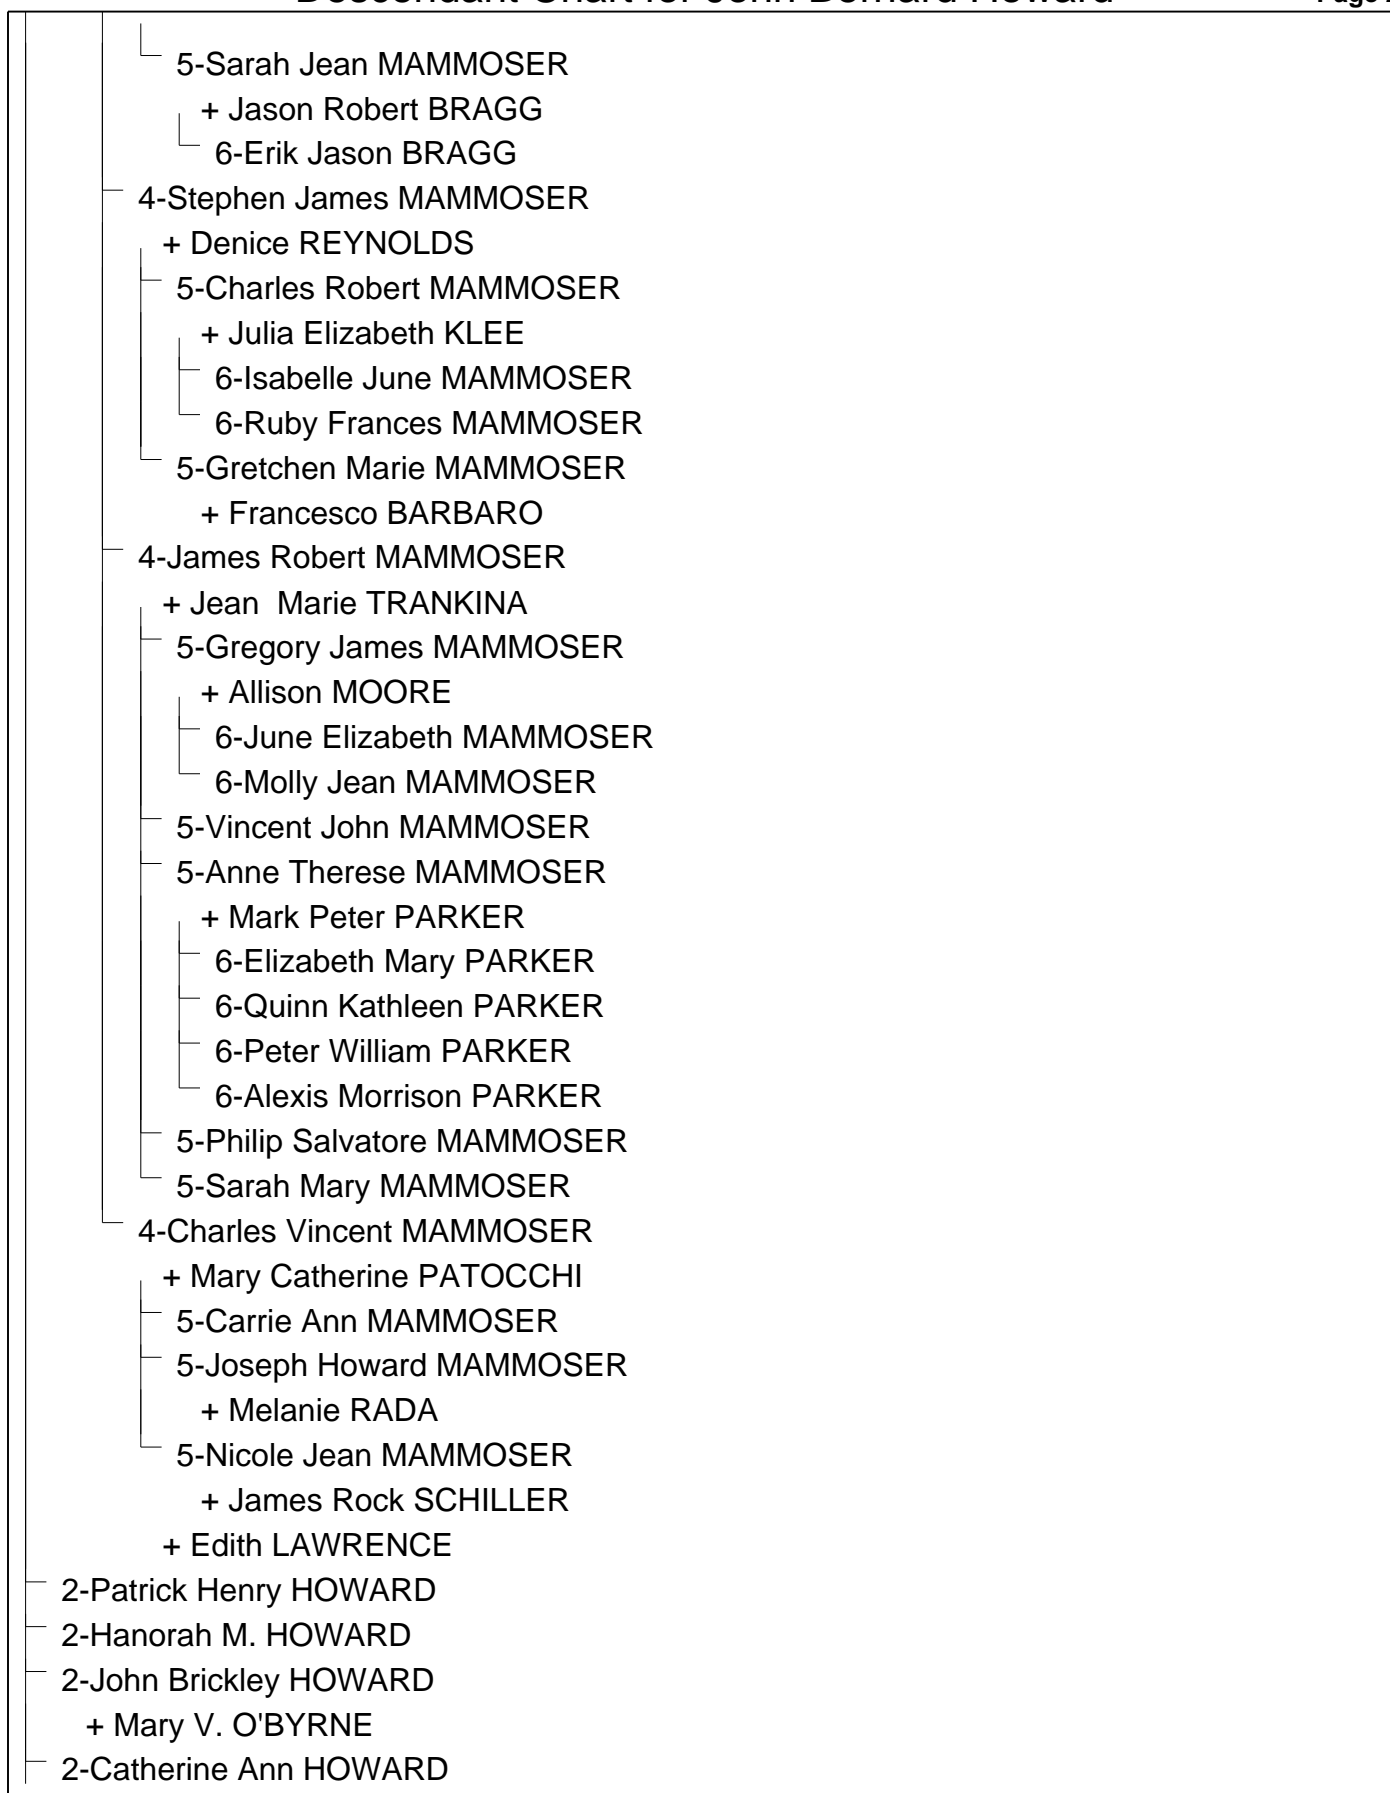 Descendant Chart for John Bernard Howard
Page
5-Sarah Jean MAMMOSER
+ Jason Robert BRAGG
6-Erik Jason BRAGG
4-Stephen James MAMMOSER
+ Denice REYNOLDS
5-Charles Robert MAMMOSER
+ Julia Elizabeth KLEE
6-Isabelle June MAMMOSER
6-Ruby Frances MAMMOSER
5-Gretchen Marie MAMMOSER
+ Francesco BARBARO
4-James Robert MAMMOSER
+ Jean  Marie TRANKINA
5-Gregory James MAMMOSER
+ Allison MOORE
6-June Elizabeth MAMMOSER
6-Molly Jean MAMMOSER
5-Vincent John MAMMOSER
5-Anne Therese MAMMOSER
+ Mark Peter PARKER
6-Elizabeth Mary PARKER
6-Quinn Kathleen PARKER
6-Peter William PARKER
6-Alexis Morrison PARKER
5-Philip Salvatore MAMMOSER
5-Sarah Mary MAMMOSER
4-Charles Vincent MAMMOSER
+ Mary Catherine PATOCCHI
5-Carrie Ann MAMMOSER
5-Joseph Howard MAMMOSER
+ Melanie RADA
5-Nicole Jean MAMMOSER
+ James Rock SCHILLER
+ Edith LAWRENCE
2-Patrick Henry HOWARD
2-Hanorah M. HOWARD
2-John Brickley HOWARD
+ Mary V. O'BYRNE
2-Catherine Ann HOWARD